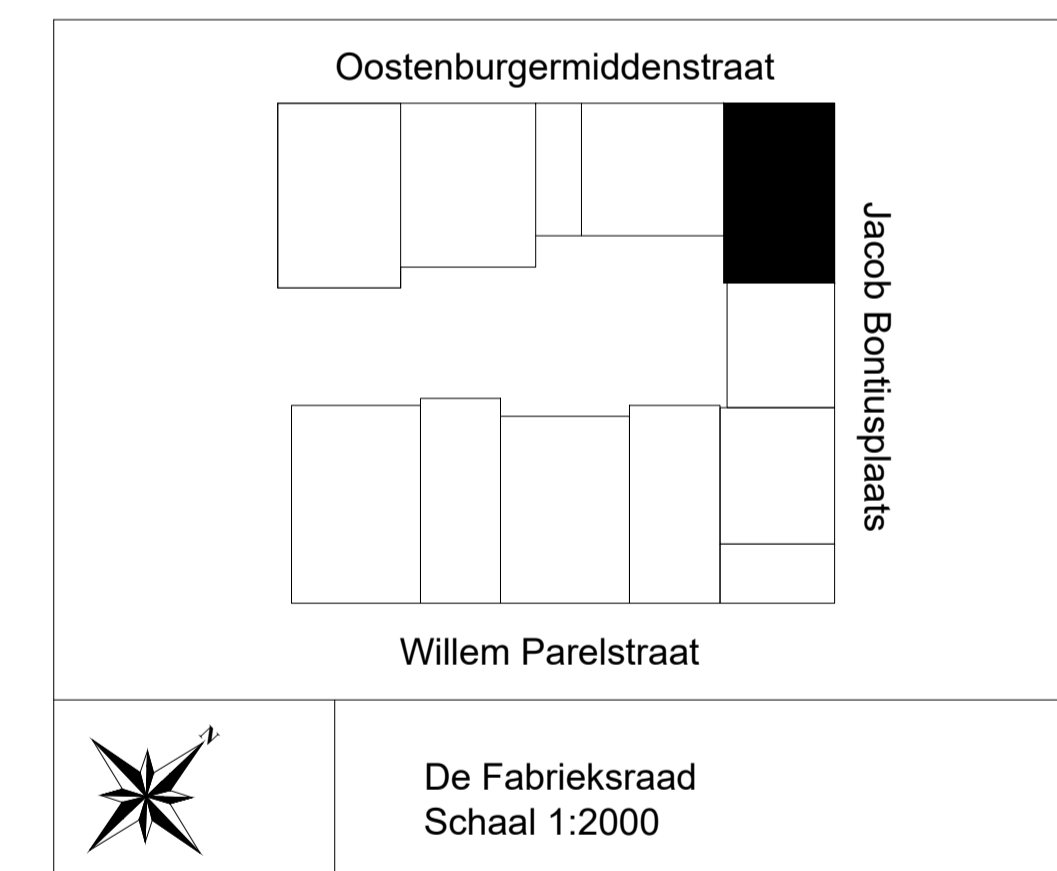 Oostenburgermiddenstraat
Jacob Bontiusplaats
Willem Parelstraat
N
De Fabrieksraad
Schaal 1:2000